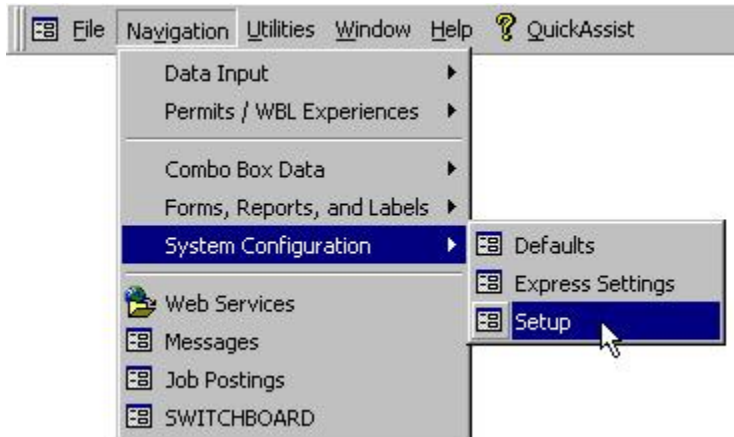 File Navigation Utilities Window Help QuickAssist
Data Input
Permits / WBL Experiences
Combo Box Data
Forms, Reports, and Labels
System Configuration
Defaults
Express Settings
Setup
Web Services
Messages
Job Postings
SWITCHBOARD